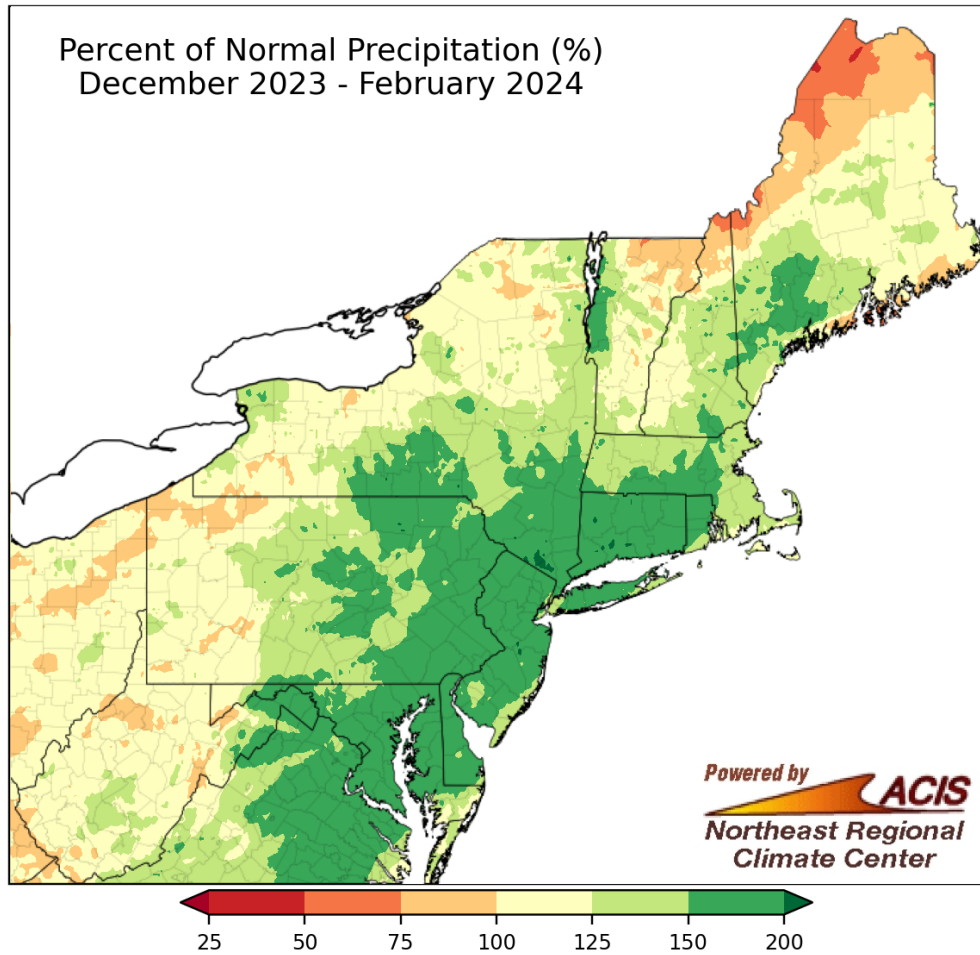 Percent of Normal Precipitation (%)
December 2023 - February 2024
Powered by
ACIS
Northeast Regional
Climate Center
25 50 75 100 125 150 200